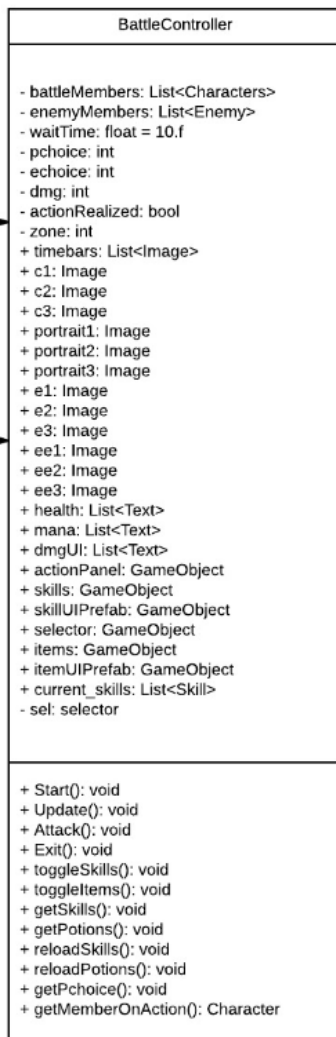 BattleController
- battleMembers: List<Characters>
- enemyMembers: List<Enemy>
- waitTime: float = 10.f
- pchoice: int
- echoice: int
- dmg: int
- actionRealized: bool
- zone: int
+ timebars: List<Image>
+ c1: Image
+ c2: Image
+ c3: Image
+ portrait1: Image
+ portrait2: Image
+ portrait3: Image
+ e1: Image
+ e2: Image
+ e3: Image
+ ee1: Image
+ ee2: Image
+ ee3: Image
+ health: List<Text>
+ mana: List<Text>
+ dmgUI: List<Text>
+ actionPanel: GameObject
+ skills: GameObject
+ skillUIPrefab: GameObject
+ selector: GameObject
+ items: GameObject
+ itemUIPrefab: GameObject
+ current_skills: List<Skill>
- sel: selector
+ Start(): void
+ Update(): void
+ Attack(): void
+ Exit(): void
+ toggleSkills(): void
+ toggleItems(): void
+ getSkills(): void
+ getPotions(): void
+ reloadSkills(): void
+ reloadPotions(): void
+ getPchoice(): void
+ getMemberOnAction(): Character